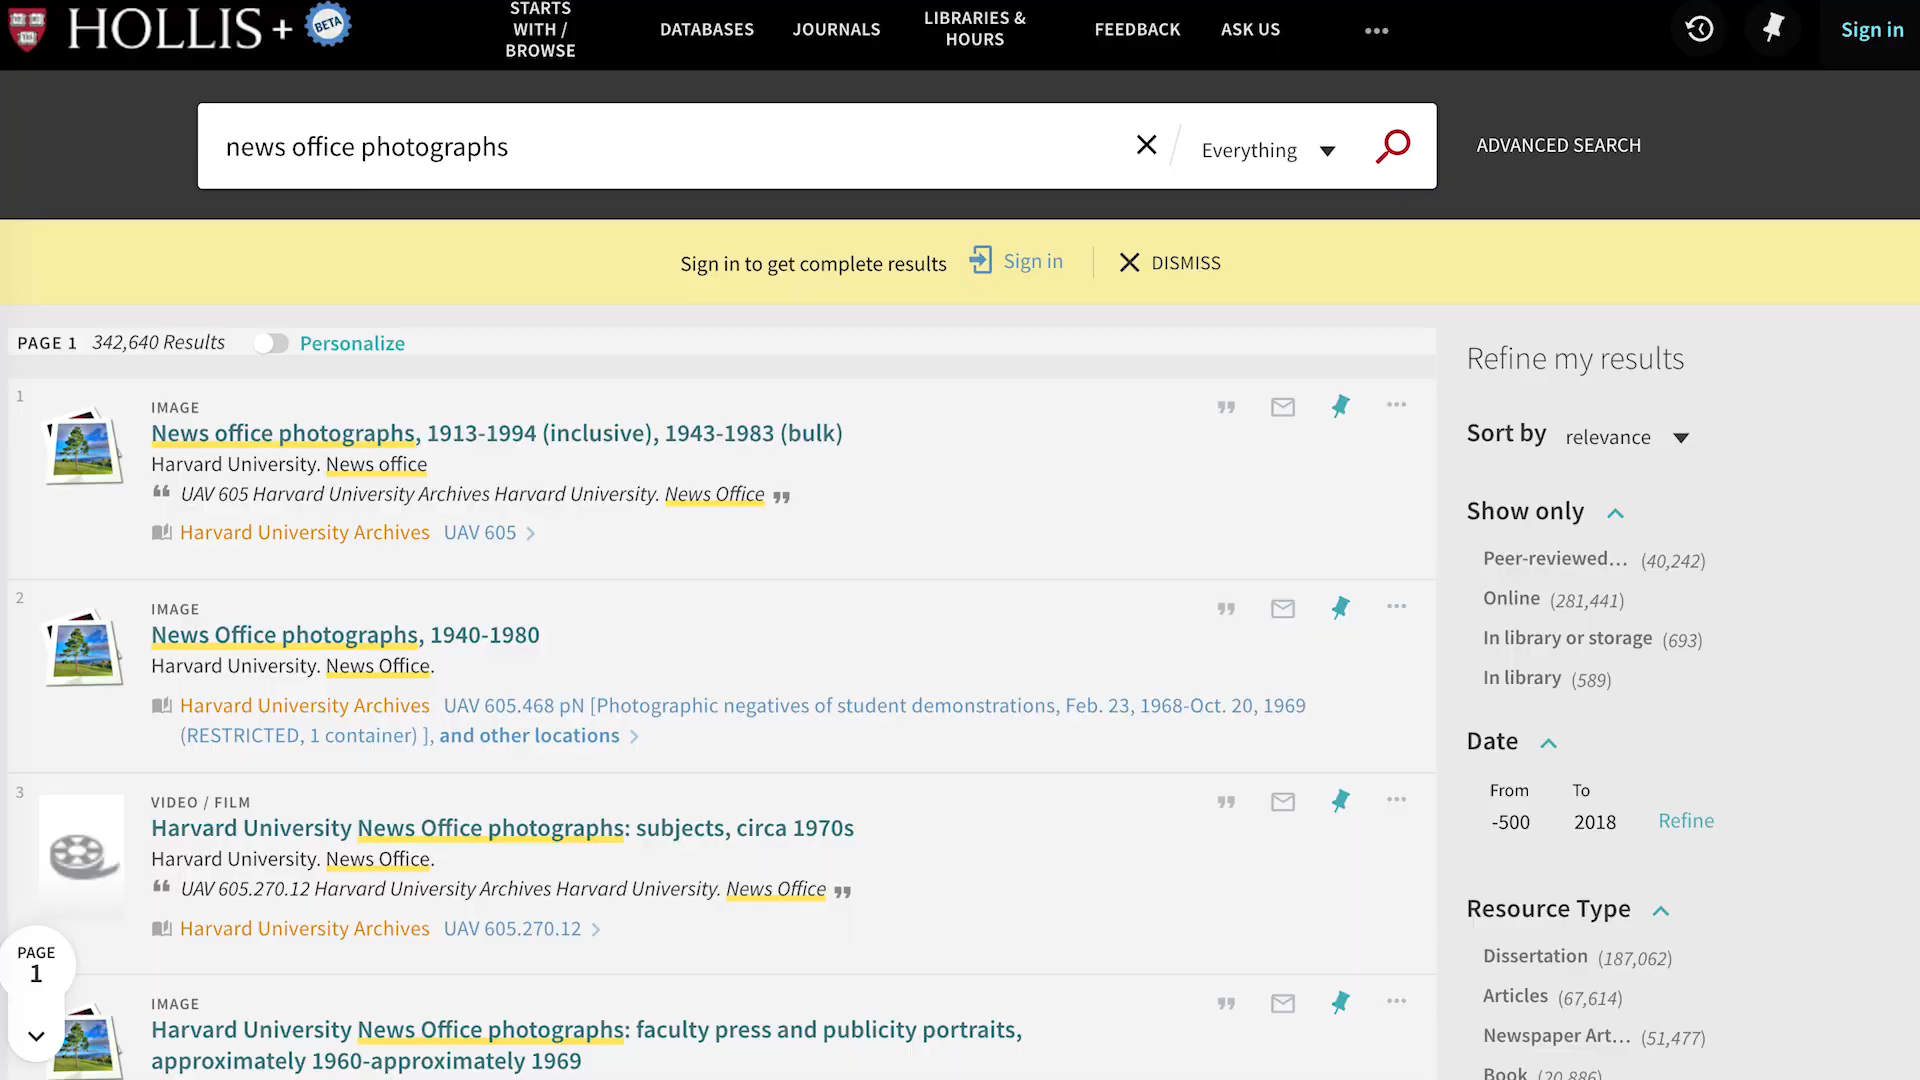 HOLLIS +
BETA
STARTS
WITH /
BROWSE
DATABASES
JOURNALS
LIBRARIES &
HOURS
FEEDBACK
ASK US
Sign in
news office photographs
Everything
ADVANCED SEARCH
Sign in to get complete results
Sign in
DISMISS
PAGE 1 342,640 Results
Personalize
1
IMAGE
News office photographs, 1913-1994 (inclusive), 1943-1983 (bulk)
Harvard University. News office
“ UAV 605 Harvard University Archives Harvard University. News Office ”
Harvard University Archives UAV 605
2
IMAGE
News Office photographs, 1940-1980
Harvard University. News Office.
Harvard University Archives UAV 605.468 pN [Photographic negatives of student demonstrations, Feb. 23, 1968-Oct. 20, 1969
(RESTRICTED, 1 container) ], and other locations
3
VIDEO / FILM
Harvard University News Office photographs: subjects, circa 1970s
Harvard University. News Office.
“ UAV 605.270.12 Harvard University Archives Harvard University. News Office ”
Harvard University Archives UAV 605.270.12
IMAGE
Harvard University News Office photographs: faculty press and publicity portraits,
approximately 1960-approximately 1969
PAGE
1
Refine my results
Sort by relevance
Show only
Peer-reviewed... (40,242)
Online (281,441)
In library or storage (693)
In library (589)
Date
From To
-500 2018 Refine
Resource Type
Dissertation (187,062)
Articles (67,614)
Newspaper Art... (51,477)
Book (20,886)